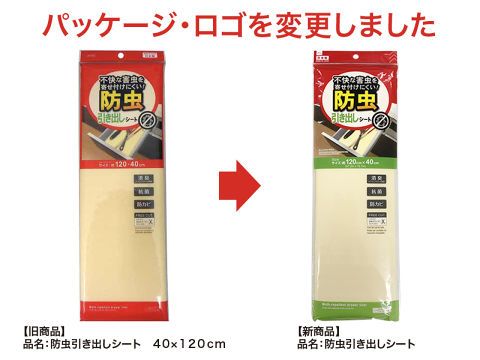 パッケージ・ロゴを変更しました
不快な害虫を
寄せ付けにくい!
防虫
引き出しシート
サイズ:約120×40cm
消臭
抗菌
防カビ
FREE CUT
不快な害虫を
寄せ付けにくい!
防虫
引き出しシート
サイズ:約120cm×40cm
消臭
抗菌
防カビ
FREE CUT
【旧商品】
品名:防虫引き出しシート 40×120cm
【新商品】
品名:防虫引き出しシート